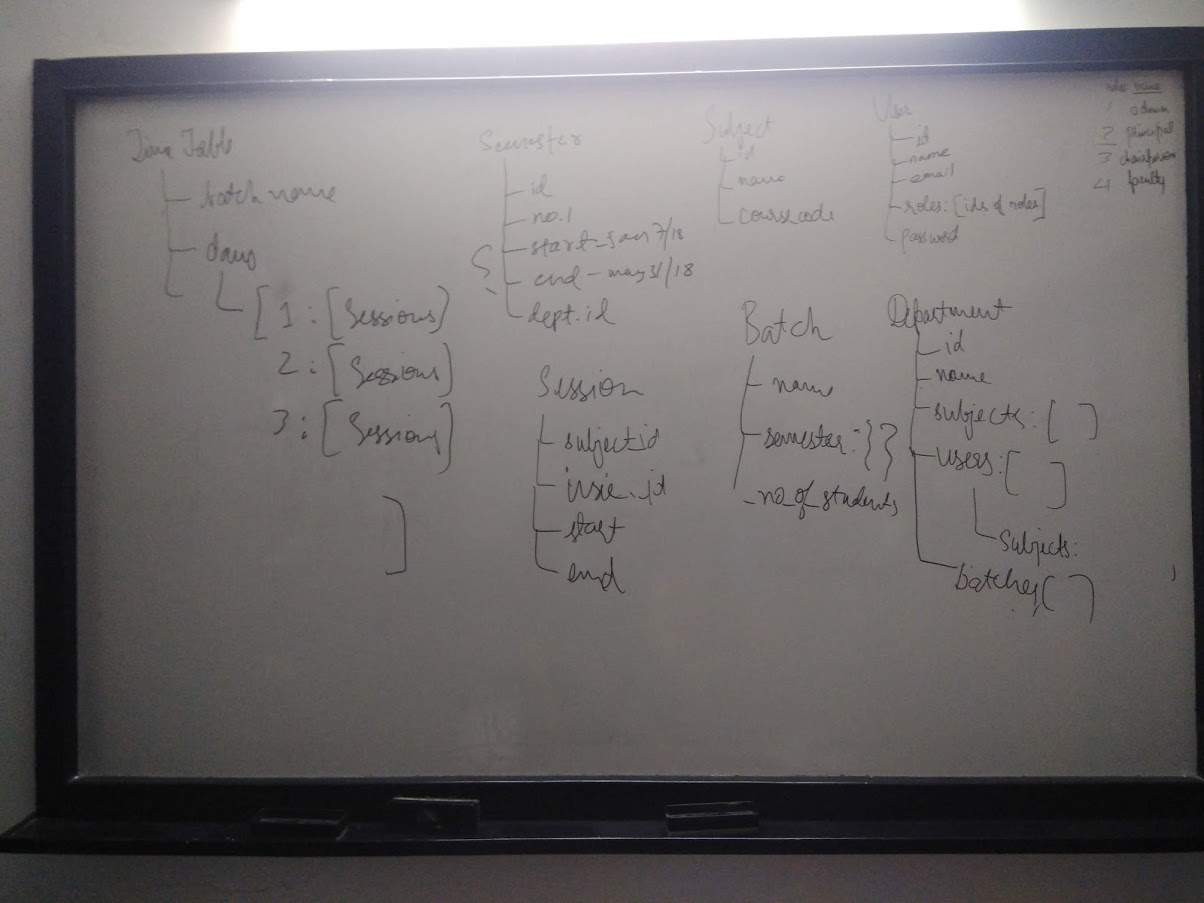 Time Table
batch name
days
[ 1 : [Sessions]
2 : [Sessions]
3 : [Sessions]
]
Semester
id
no. 1
start - Jan 7/18
end - may 31/18
dept. id
Session
subject id
id
start
end
Subject
id
name
course code
Batch
name
semester : { }
no_of_students
User
id
name
email
roles : [ids of roles]
password
Department
id
name
subjects : [ ]
users : [ ]
Subjects :
batches [ ]
name
1 admin
2 principal
3 chairperson
4 faculty